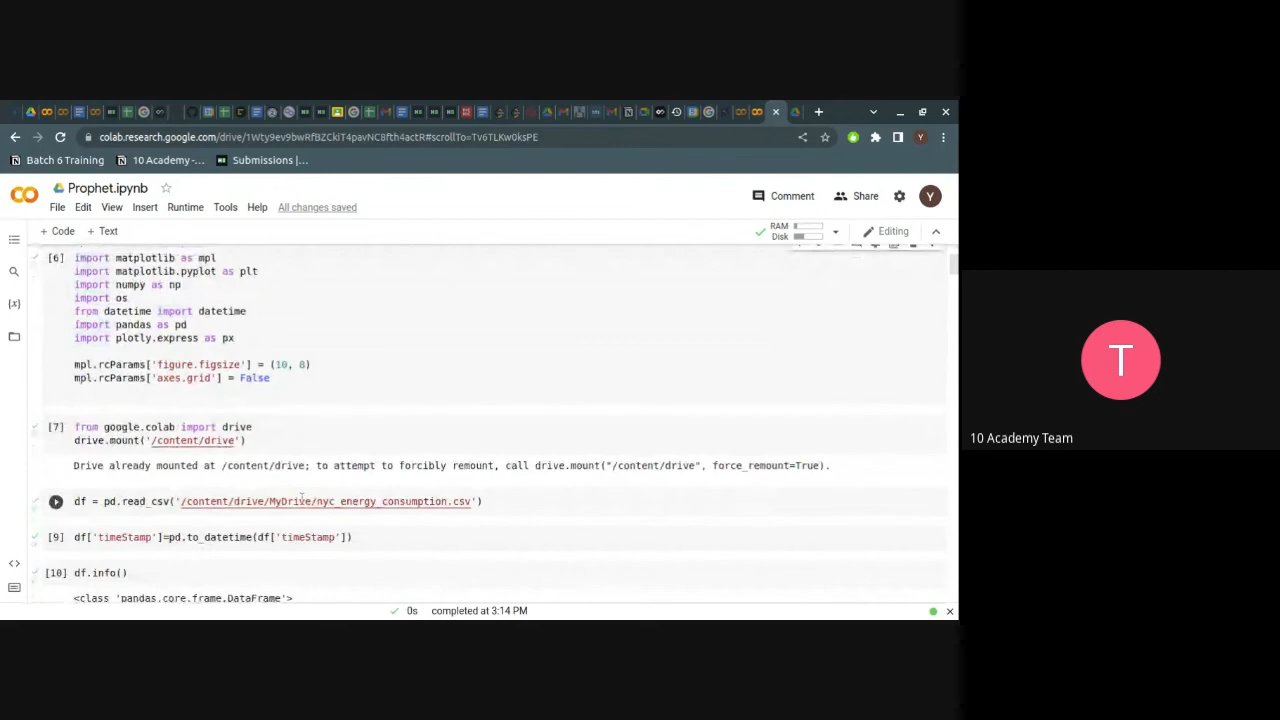 colab.research.google.com/drive/1Wty9ev9bwRfBZCkiT4pavNC8fth4actR#scrollTo=Tv6TLKw0ksPE
Batch 6 Training
10 Academy -...
Submissions |...
Prophet.ipynb
Comment
Share
Y
File Edit View Insert Runtime Tools Help All changes saved
+ Code + Text
RAM
Disk
Editing
[6] import matplotlib as mpl
import matplotlib.pyplot as plt
import numpy as np
import os
from datetime import datetime
import pandas as pd
import plotly.express as px
mpl.rcParams['figure.figsize'] = (10, 8)
mpl.rcParams['axes.grid'] = False
[7] from google.colab import drive
drive.mount('/content/drive')
Drive already mounted at /content/drive; to attempt to forcibly remount, call drive.mount("/content/drive", force_remount=True).
df = pd.read_csv('/content/drive/MyDrive/nyc_energy_consumption.csv')
[9] df['timeStamp']=pd.to_datetime(df['timeStamp'])
[10] df.info()
<class 'pandas.core.frame.DataFrame'>
0s completed at 3:14 PM
T
10 Academy Team